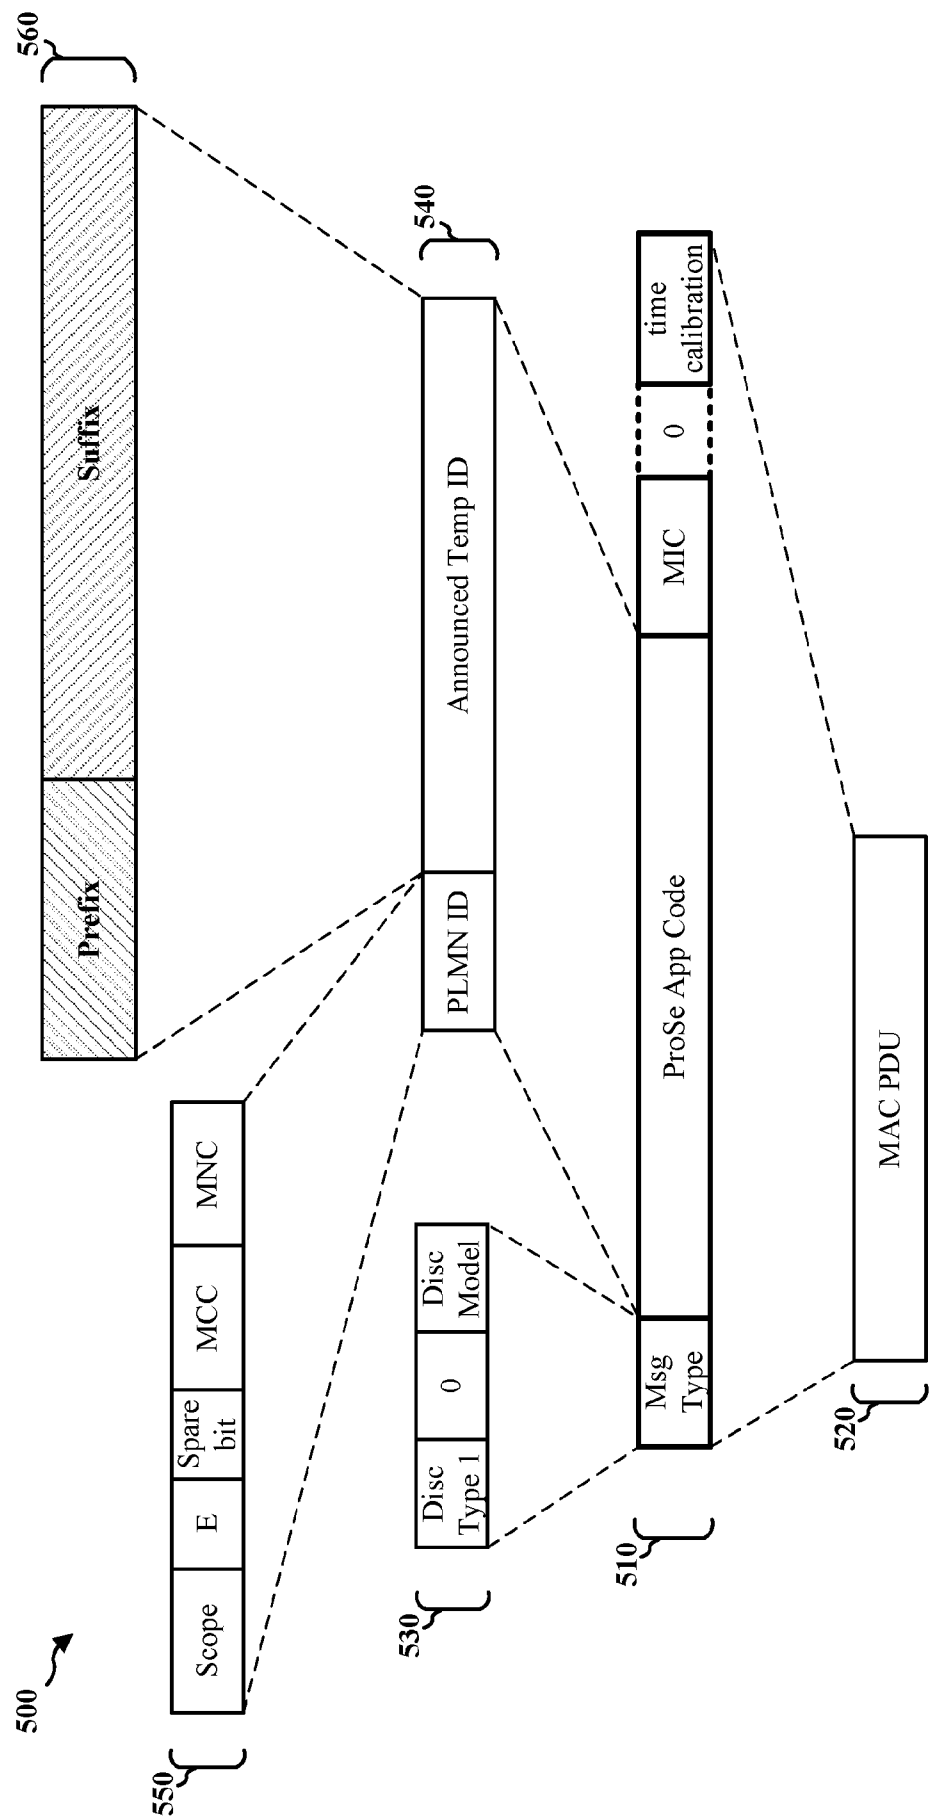 500
560
Prefix
Suffix
550
Scope
E
Spare
bit
MCC
MNC
540
PLMN ID
Announced Temp ID
530
Disc
Type 1
0
Disc
Model
510
Msg
Type
ProSe App Code
MIC
0
time
calibration
520
MAC PDU